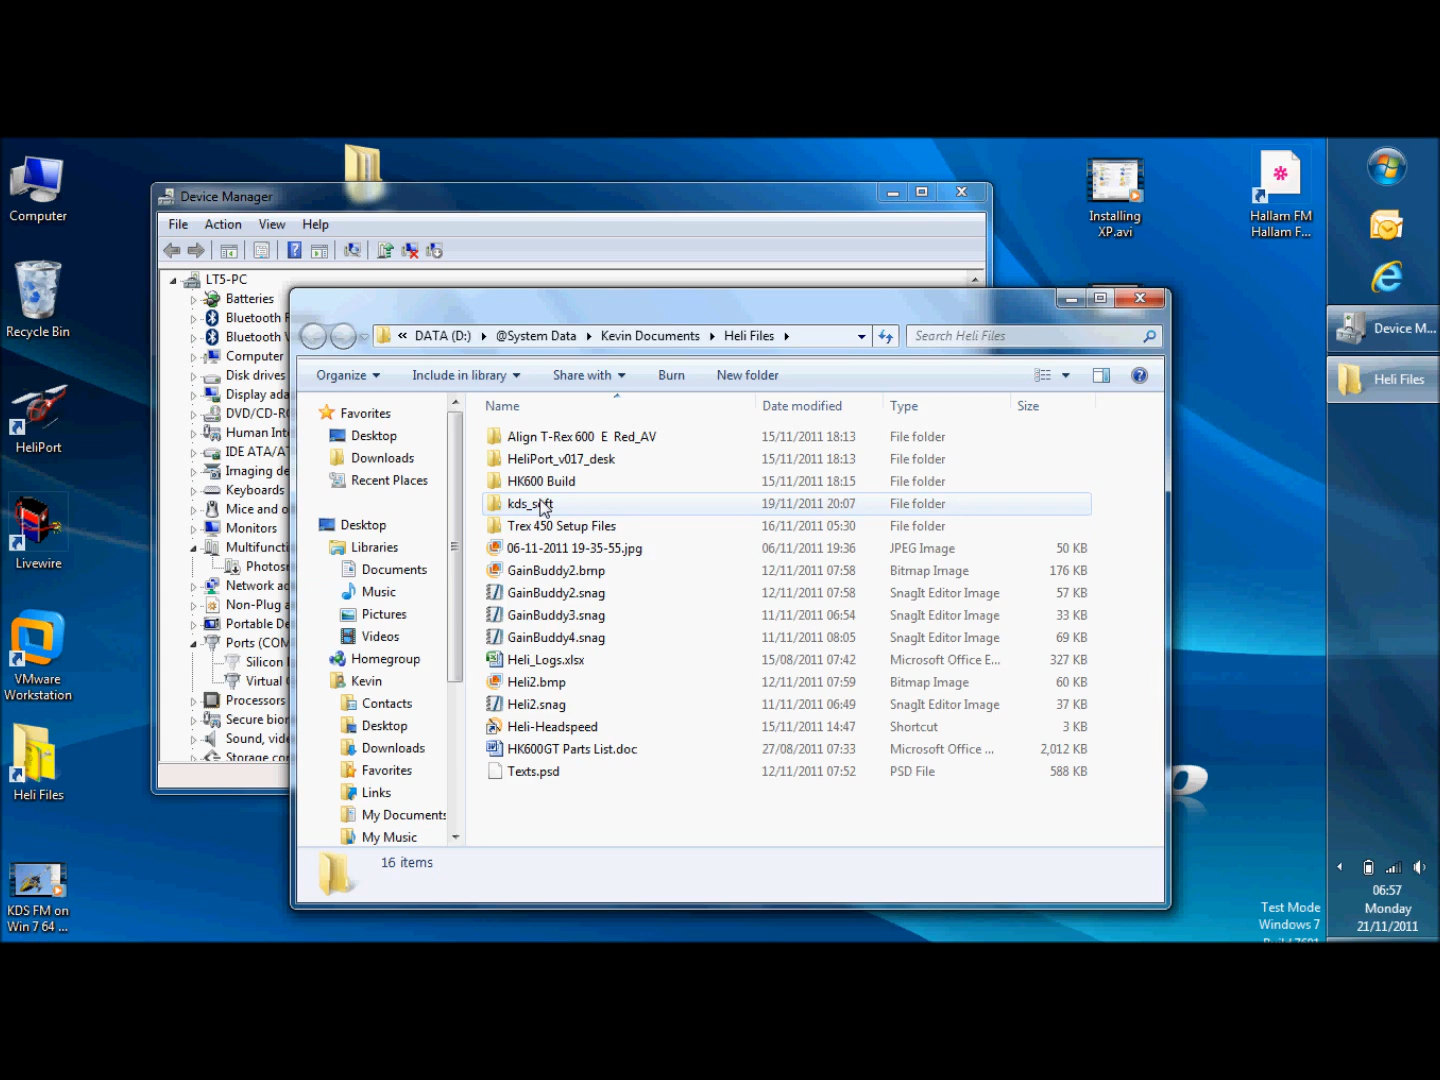 Computer
Recycle Bin
HeliPort
Livewire
VMware
Workstation
Heli Files
KDS FM on
Win 7 64 ...
Installing
XP.avi
Hallam FM
Hallam F...
Device Manager
File Action View Help
LT5-PC
Batteries
Bluetooth
Bluetooth
Computer
Disk drives
Display ada
DVD/CD-R
Human Inte
IDE ATA/AT
Imaging de
Keyboards
Mice and o
Monitors
Multifuncti
Photos
Network ad
Non-Plug a
Portable De
Ports (COM
Silicon
Virtual
Processors
Secure bior
Sound, vide
Storage con
« DATA (D:) @System Data Kevin Documents Heli Files
Search Heli Files
Organize Include in library Share with Burn New folder
Favorites
Desktop
Downloads
Recent Places
Desktop
Libraries
Documents
Music
Pictures
Videos
Homegroup
Kevin
Contacts
Desktop
Downloads
Favorites
Links
My Documents
My Music
Name Date modified Type Size
Align T-Rex 600 E Red_AV 15/11/2011 18:13 File folder
HeliPort_v017_desk 15/11/2011 18:13 File folder
HK600 Build 15/11/2011 18:15 File folder
kds_soft 19/11/2011 20:07 File folder
Trex 450 Setup Files 16/11/2011 05:30 File folder
06-11-2011 19-35-55.jpg 06/11/2011 19:36 JPEG Image 50 KB
GainBuddy2.bmp 12/11/2011 07:58 Bitmap Image 176 KB
GainBuddy2.snag 12/11/2011 07:58 SnagIt Editor Image 57 KB
GainBuddy3.snag 11/11/2011 06:54 SnagIt Editor Image 33 KB
GainBuddy4.snag 11/11/2011 08:05 SnagIt Editor Image 69 KB
Heli_Logs.xlsx 15/08/2011 07:42 Microsoft Office E... 327 KB
Heli2.bmp 12/11/2011 07:59 Bitmap Image 60 KB
Heli2.snag 11/11/2011 06:49 SnagIt Editor Image 37 KB
Heli-Headspeed 15/11/2011 14:47 Shortcut 3 KB
HK600GT Parts List.doc 27/08/2011 07:33 Microsoft Office ... 2,012 KB
Texts.psd 12/11/2011 07:52 PSD File 588 KB
16 items
Device M...
Heli Files
06:57
Monday
21/11/2011
Test Mode
Windows 7